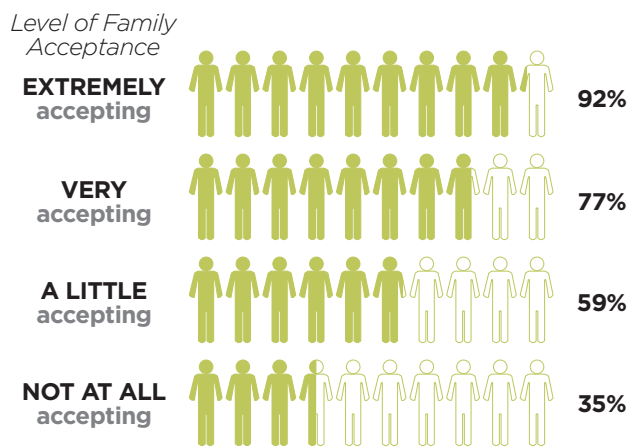 Level of Family
Acceptance
EXTREMELY
accepting
92%
VERY
accepting
77%
A LITTLE
accepting
59%
NOT AT ALL
accepting
35%